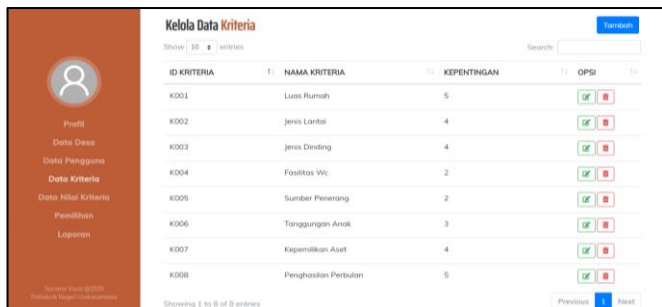 Kelola Data Kriteria
Tambah
Show 10 entries
Search:
ID KRITERIA NAMA KRITERIA KEPENTINGAN OPSI
K001 Luas Rumah 5
K002 Jenis Lantai 4
K003 Jenis Dinding 4
K004 Fasilitas Wc 2
K005 Sumber Penerang 2
K006 Tanggungan Anak 3
K007 Kepemilikan Aset 4
K008 Penghasilan Perbulan 5
Showing 1 to 8 of 8 entries
Previous 1 Next
Profil
Data Desa
Data Pengguna
Data Kriteria
Data Nilai Kriteria
Pemilihan
Laporan
Politeknik Negeri